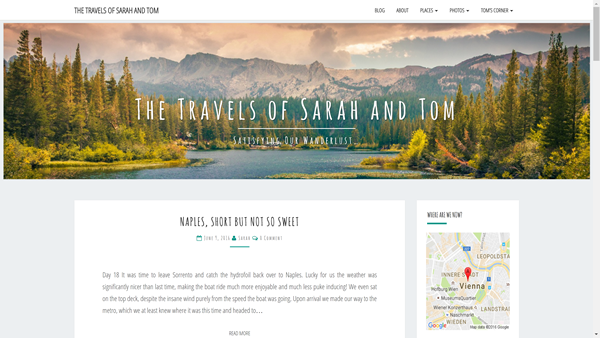 THE TRAVELS OF SARAH AND TOM
BLOG ABOUT PLACES PHOTOS TOM'S CORNER
The Travels of Sarah and Tom
Satisfying Our Wanderlust
NAPLES, SHORT BUT NOT SO SWEET
June 9, 2016 Sarah 0 Comment
Day 18 It was time to leave Sorrento and catch the hydrofoil back over to Naples. Lucky for us the weather was
significantly nicer than last time, making the boat ride much more enjoyable and much less puke inducing! We even sat
on the top deck, despite the insane wind purely from the speed the boat was going. Upon arrival we made our way to the
metro, which we at least knew where it was this time and headed to…
READ MORE
WHERE ARE WE NOW?
LEOPOLDSTA
INNERE STADT
Hofburg Wien
Vienna
MuseumsQuartier
Wiener Konzerthaus
LANDSTRASSE
WIEDEN
Google
Map data ©2016 Google